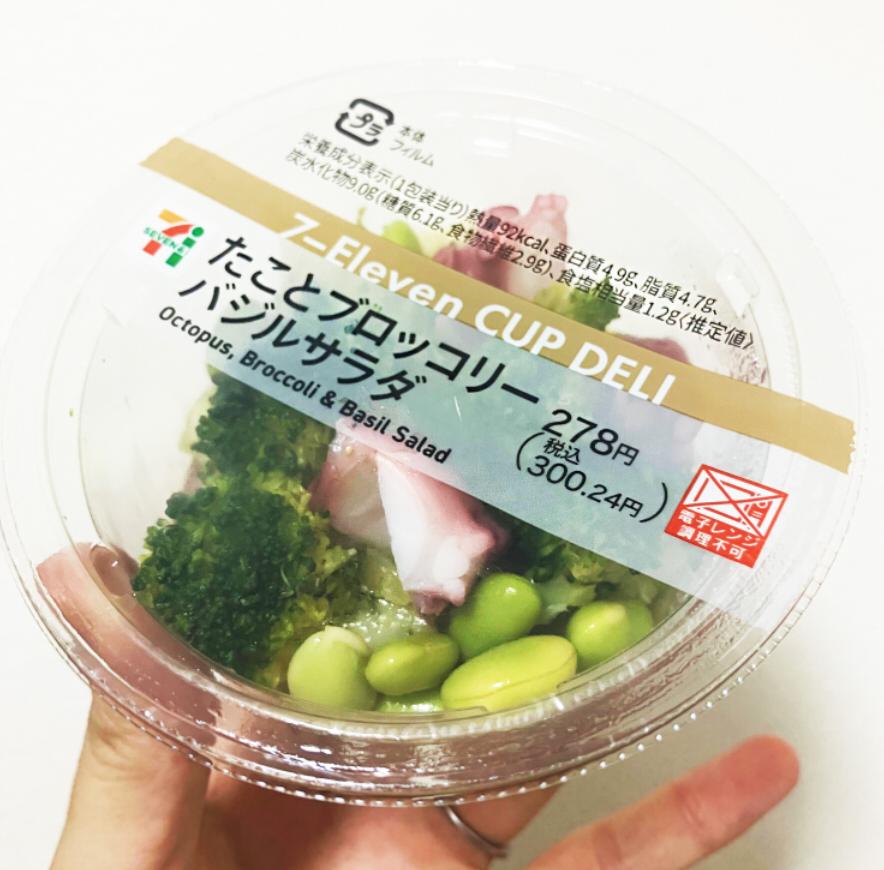 プラ
本体
フィルム
栄養成分表示(1包装当り)熱量92kcal、蛋白質4.9g、脂質4.7g、
炭水化物9.0g(糖質6.1g、食物繊維2.9g)、食塩相当量1.2g(推定値)
7-Eleven CUP DELI
SEVEN&i
たことブロッコリー
バジルサラダ
Octopus, Broccoli & Basil Salad
278円
(税込
300.24円)
電子レンジ
調理不可